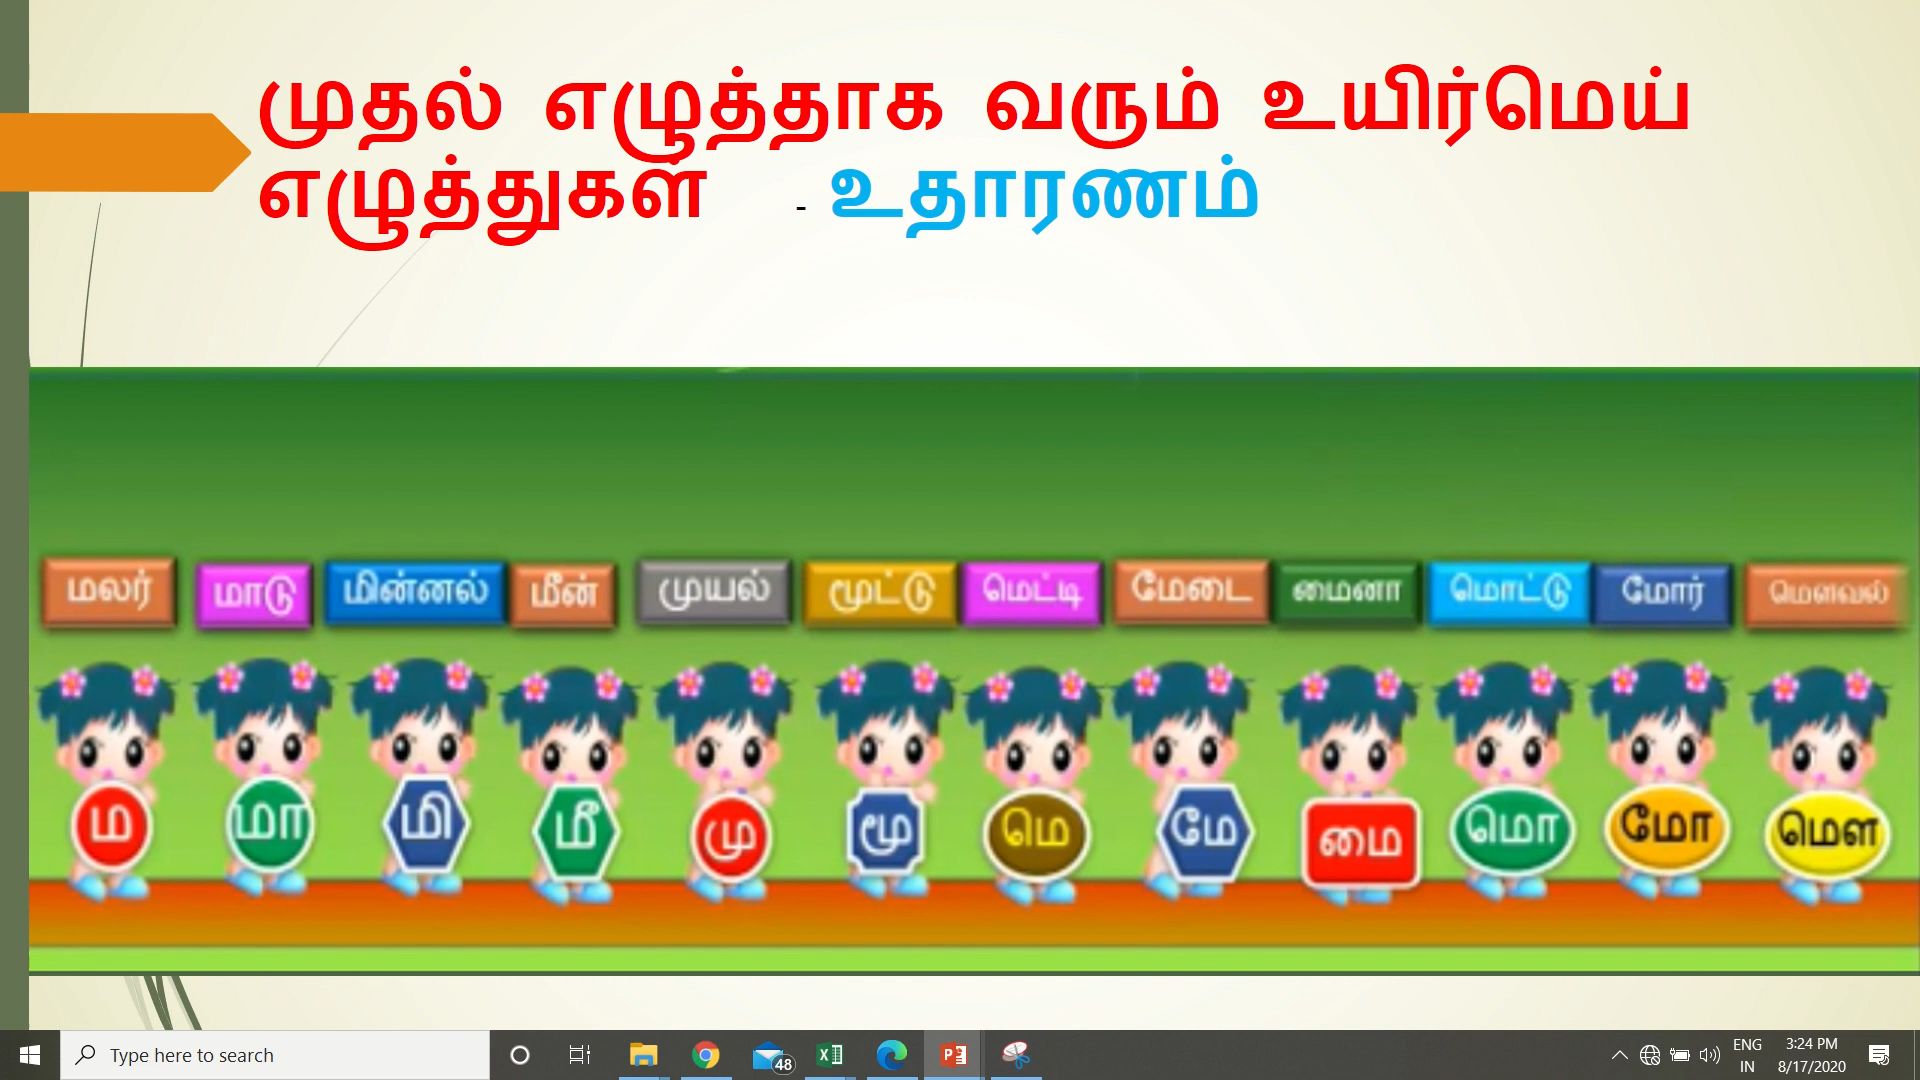 முதல் எழுத்தாக வரும் உயிர்மெய்
எழுத்துகள் - உதாரணம்
மலர் மாடு மின்னல் மீன் முயல் மூட்டு மெட்டி மேடை மைனா மொட்டு மோர் மௌவல்
ம மா மி மீ மு மூ மெ மே மை மொ மோ மௌ
Type here to search
48
ENG
IN
3:24 PM
8/17/2020